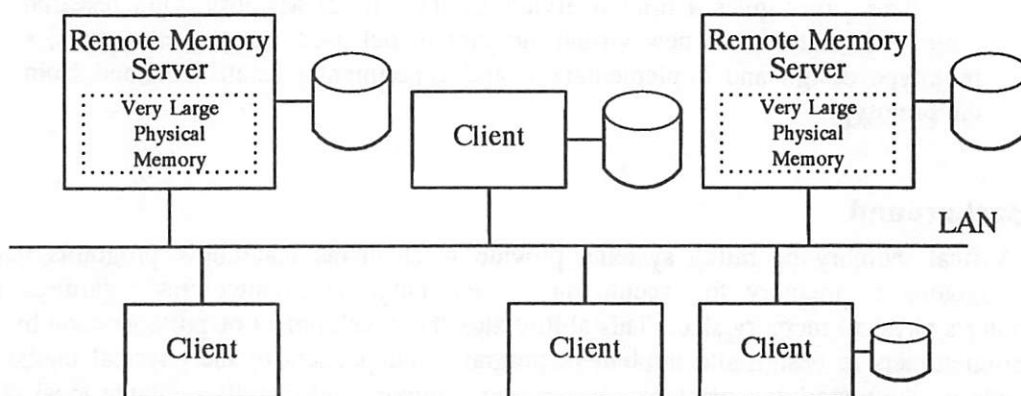 Remote Memory
Server
Very Large
Physical
Memory
Client
Remote Memory
Server
Very Large
Physical
Memory
LAN
Client
Client
Client